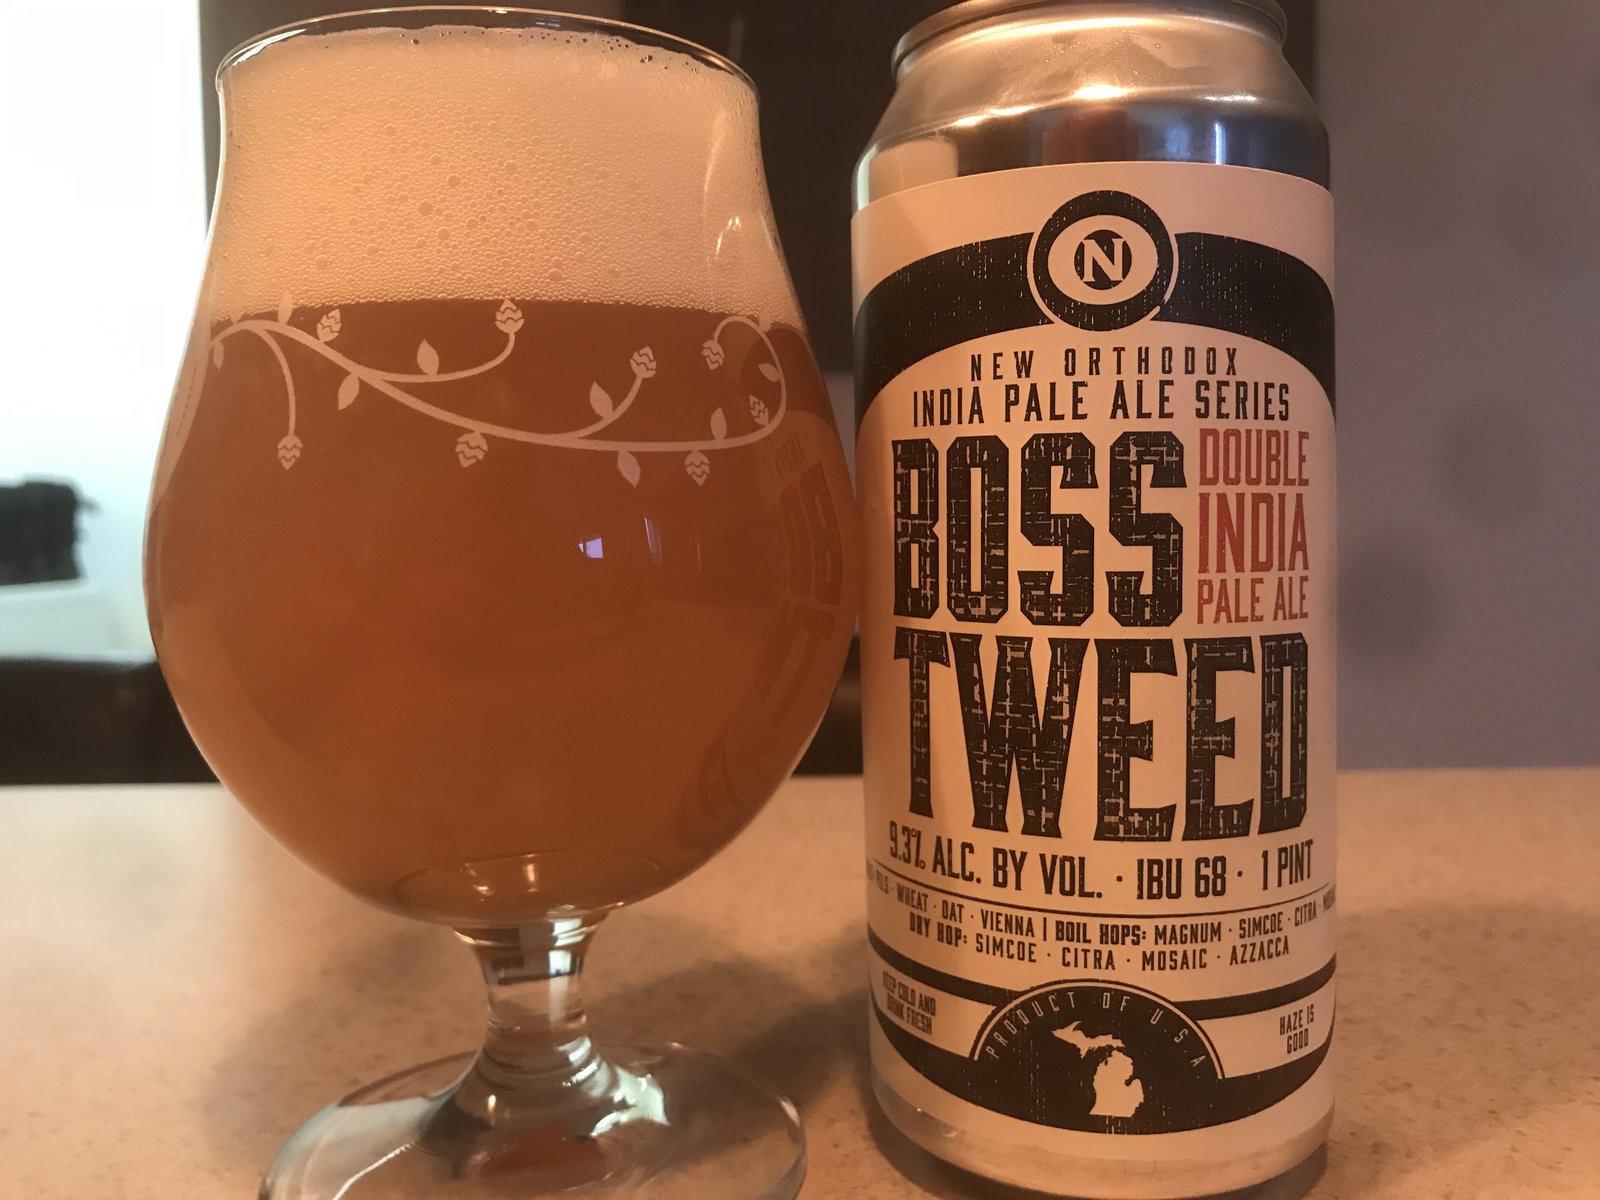 N
NEW ORTHODOX
INDIA PALE ALE SERIES
BOSS
DOUBLE
INDIA
PALE ALE
TWEED
9.3% ALC. BY VOL. · IBU 68 · 1 PINT
PILS · WHEAT · OAT · VIENNA | BOIL HOPS: MAGNUM · SIMCOE · CITRA ·
DRY HOP: SIMCOE · CITRA · MOSAIC · AZZACCA
KEEP COLD AND
DRINK FRESH
PRODUCT OF U.S.A
HAZE IS
GOOD